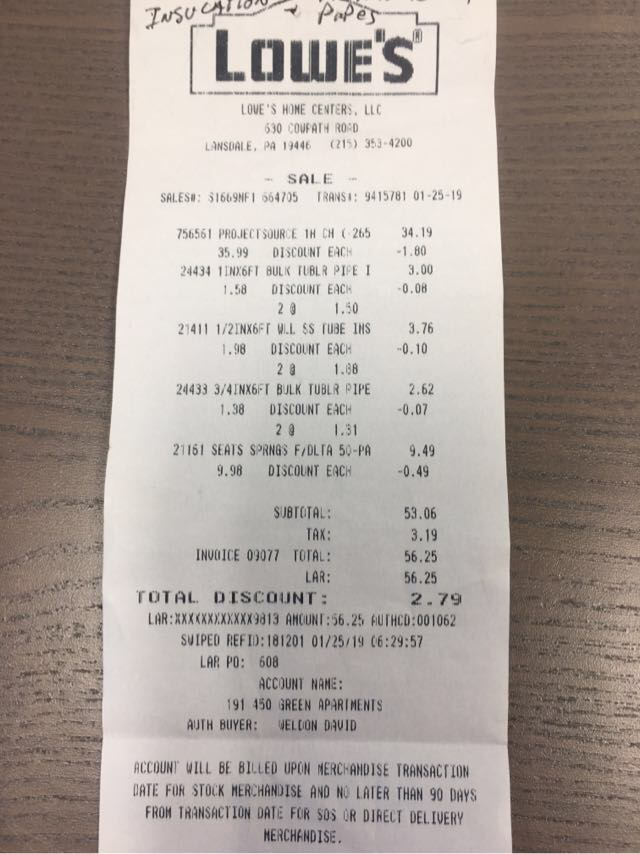 INSULATION & PIPES
LOWE'S®
LOWE'S HOME CENTERS, LLC
630 COWPATH ROAD
LANSDALE, PA 19446 (215) 353-4200
- SALE -
SALES#: S1669NF1 664705 TRANS#: 9415781 01-25-19
756561 PROJECTSOURCE 1H CH (-265 34.19
35.99 DISCOUNT EACH -1.80
24434 1INX6FT BULK TUBLR PIPE I 3.00
1.58 DISCOUNT EACH -0.08
2 @ 1.50
21411 1/2INX6FT WLL SS TUBE INS 3.76
1.98 DISCOUNT EACH -0.10
2 @ 1.88
24433 3/4INX6FT BULK TUBLR PIPE 2.62
1.38 DISCOUNT EACH -0.07
2 @ 1.31
21161 SEATS SPRNGS F/DLTA 50-PA 9.49
9.98 DISCOUNT EACH -0.49
SUBTOTAL: 53.06
TAX: 3.19
INVOICE 09077 TOTAL: 56.25
LAR: 56.25
TOTAL DISCOUNT: 2.79
LAR:XXXXXXXXXXXX9813 AMOUNT:56.25 AUTHCD:001062
SWIPED REFID:181201 01/25/19 06:29:57
LAR PO: 608
ACCOUNT NAME:
191 450 GREEN APARTMENTS
AUTH BUYER: WELDON DAVID
ACCOUNT WILL BE BILLED UPON MERCHANDISE TRANSACTION
DATE FOR STOCK MERCHANDISE AND NO LATER THAN 90 DAYS
FROM TRANSACTION DATE FOR SOS OR DIRECT DELIVERY
MERCHANDISE.